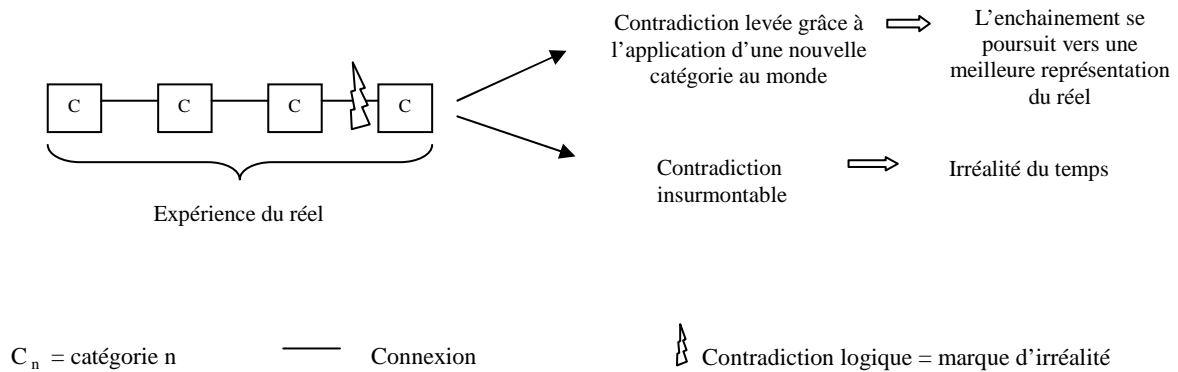 Contradiction levée grâce à
l’application d’une nouvelle
catégorie au monde
L’enchainement se
poursuit vers une
meilleure représentation
du réel
C C C C
Expérience du réel
Contradiction
insurmontable
Irréalité du temps
C n = catégorie n
Connexion
Contradiction logique = marque d’irréalité